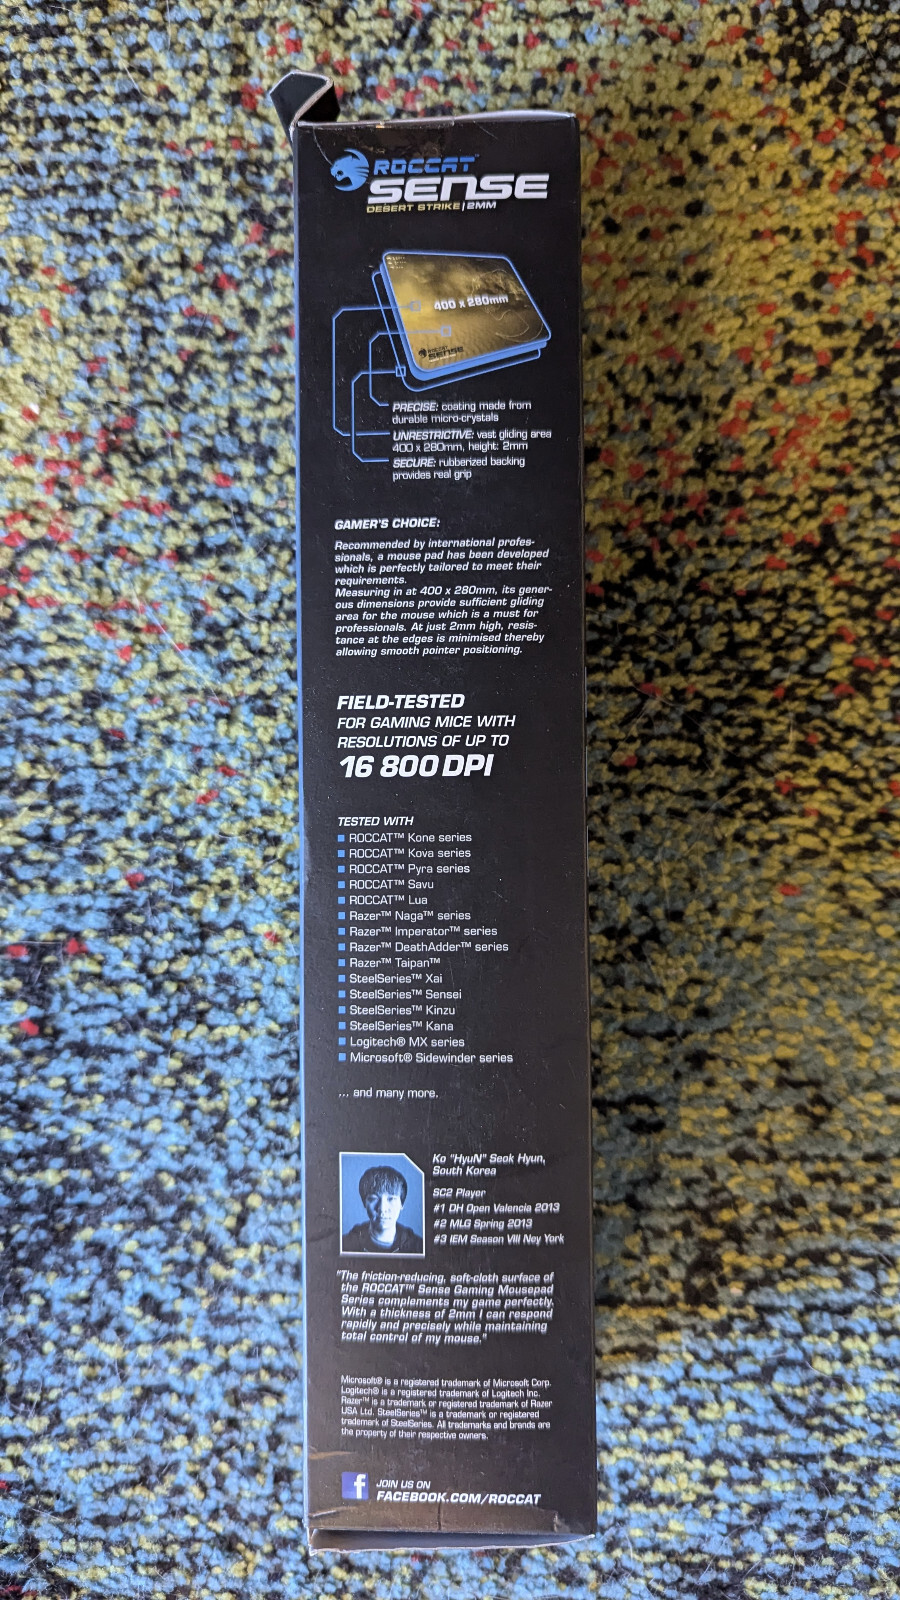 ROCCAT™
SENSE
DESERT STRIKE|2MM
400 x 280mm
ROCCAT
SENSE
PRECISE: coating made from
durable micro-crystals
UNRESTRICTIVE: vast gliding area
400 x 280mm, height: 2mm
SECURE: rubberized backing
provides real grip
GAMER'S CHOICE:
Recommended by international profes-
sionals, a mouse pad has been developed
which is perfectly tailored to meet their
requirements.
Measuring in at 400 x 280mm, its gener-
ous dimensions provide sufficient gliding
area for the mouse which is a must for
professionals. At just 2mm high, resis-
tance at the edges is minimised thereby
allowing smooth pointer positioning.
FIELD-TESTED
FOR GAMING MICE WITH
RESOLUTIONS OF UP TO
16 800 DPI
TESTED WITH
ROCCAT™ Kone series
ROCCAT™ Kova series
ROCCAT™ Pyra series
ROCCAT™ Savu
ROCCAT™ Lua
Razer™ Naga™ series
Razer™ Imperator™ series
Razer™ DeathAdder™ series
Razer™ Taipan™
SteelSeries™ Xai
SteelSeries™ Sensei
SteelSeries™ Kinzu
SteelSeries™ Kana
Logitech® MX series
Microsoft® Sidewinder series
... and many more.
Ko "HyuN" Seok Hyun,
South Korea
SC2 Player
#1 DH Open Valencia 2013
#2 MLG Spring 2013
#3 IEM Season VIII Ney York
"The friction-reducing, soft-cloth surface of
the ROCCAT™ Sense Gaming Mousepad
Series complements my game perfectly.
With a thickness of 2mm I can respond
rapidly and precisely while maintaining
total control of my mouse."
Microsoft® is a registered trademark of Microsoft Corp.
Logitech® is a registered trademark of Logitech Inc.
Razer™ is a trademark or registered trademark of Razer
USA Ltd. SteelSeries™ is a trademark or registered
trademark of SteelSeries. All trademarks and brands are
the property of their respective owners.
f
JOIN US ON
FACEBOOK.COM/ROCCAT